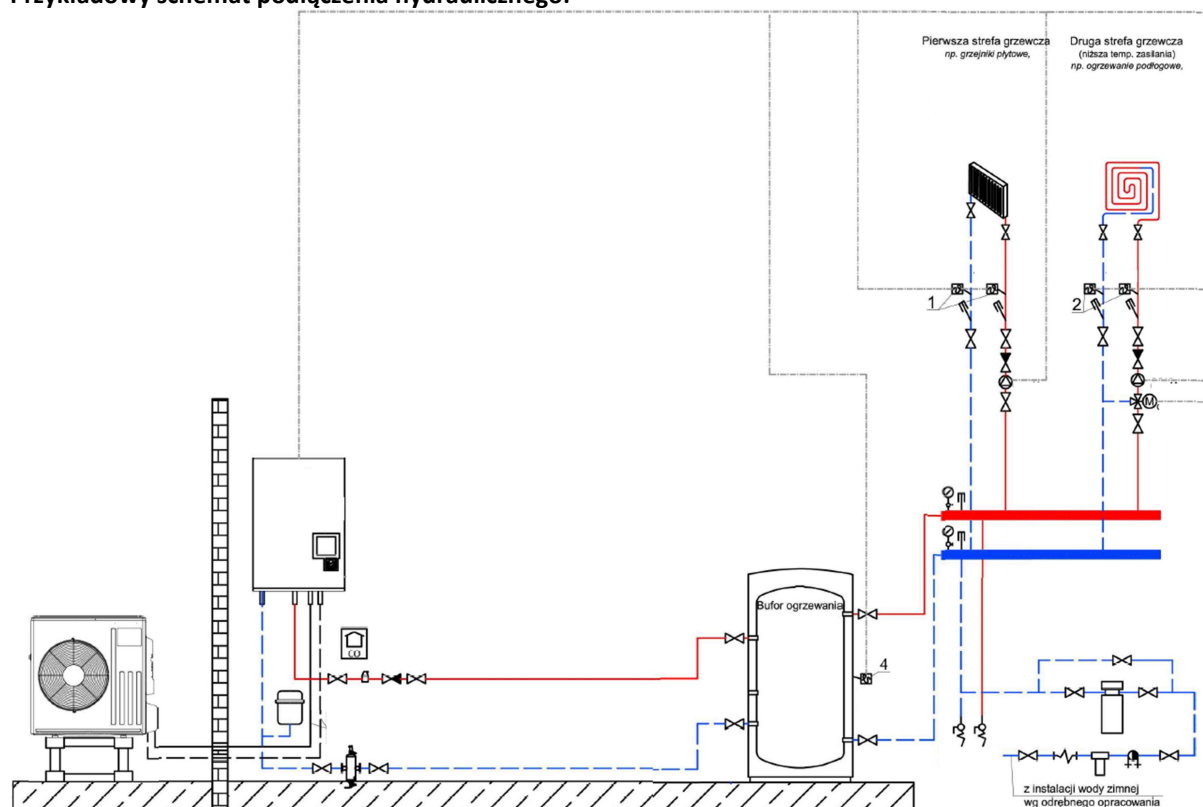 Przykładowy schemat podłączenia hydraulicznego:
Pierwsza strefa grzewcza
np. grzejniki płytowe,
Druga strefa grzewcza
(niższa temp. zasilania)
np. ogrzewanie podłogowe,
1
2
M
CO
Bufor ogrzewania
4
z instalacji wody zimnej
wg odrębnego opracowania